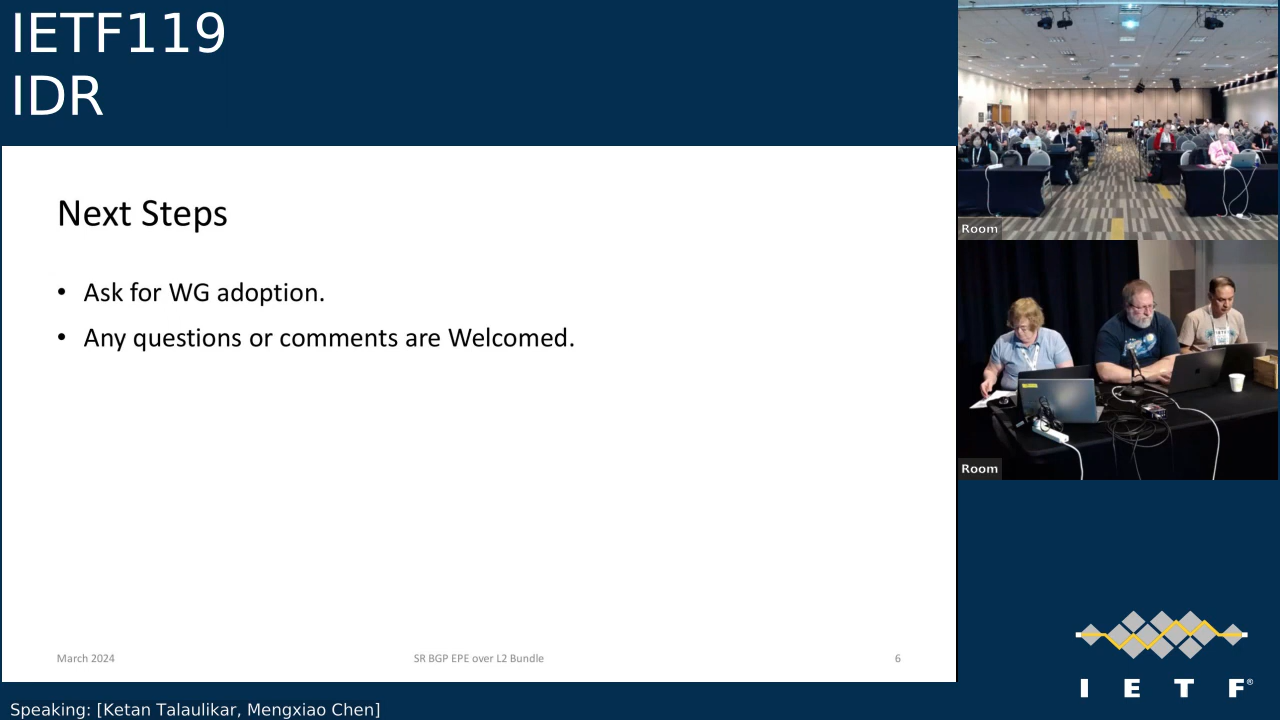 IETF119
IDR
Next Steps
• Ask for WG adoption.
• Any questions or comments are Welcomed.
March 2024
SR BGP EPE over L2 Bundle
6
Room
Room
I E T F®
Speaking: [Ketan Talaulikar, Mengxiao Chen]